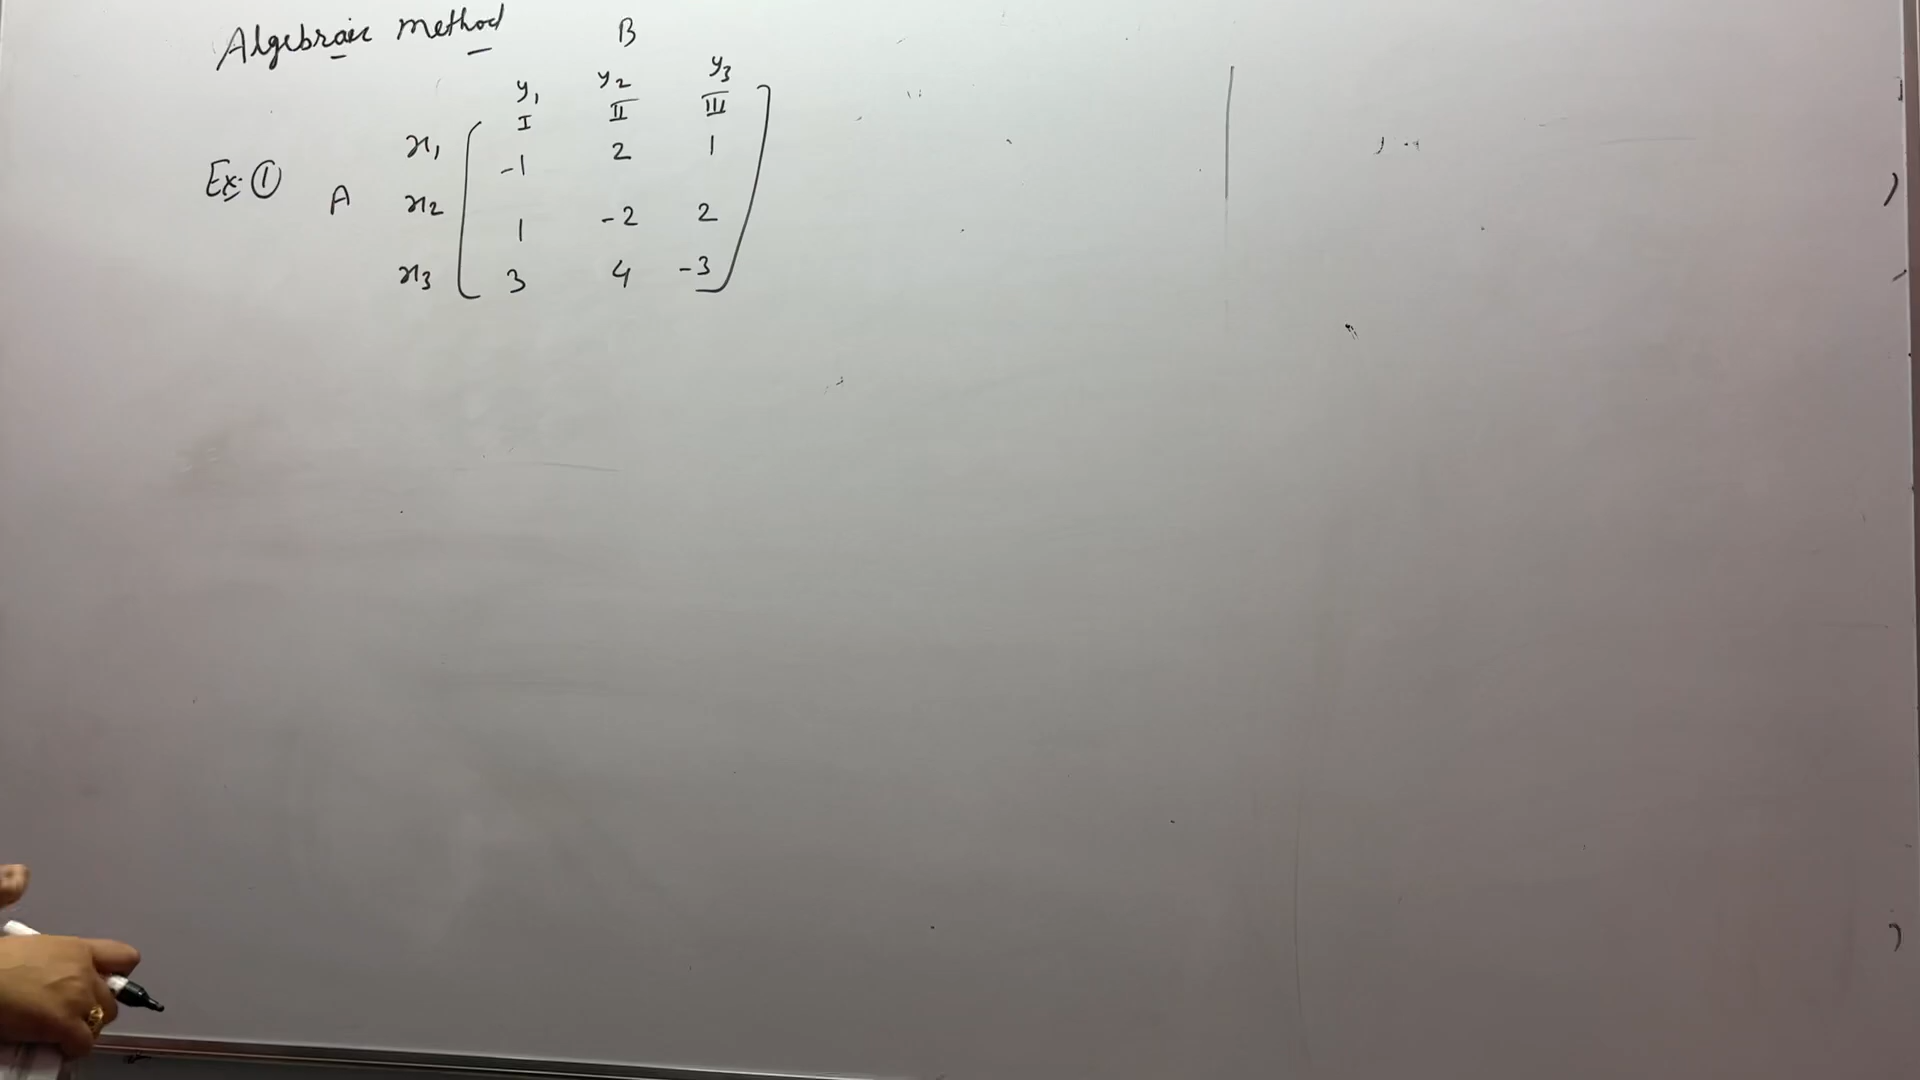 Algebraic Method
B
y₁ y₂ y₃
I II III
x₁ -1 2 1
Ex:- ① A x₂ 1 -2 2
x₃ 3 4 -3